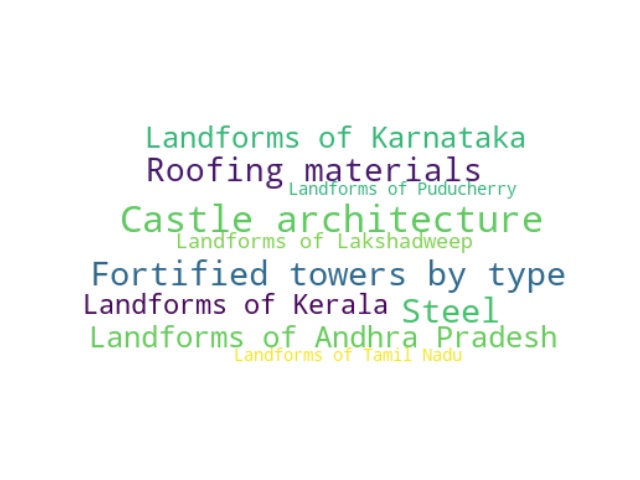 Landforms of Karnataka
Roofing materials
Landforms of Puducherry
Castle architecture
Landforms of Lakshadweep
Fortified towers by type
Landforms of Kerala
Steel
Landforms of Andhra Pradesh
Landforms of Tamil Nadu